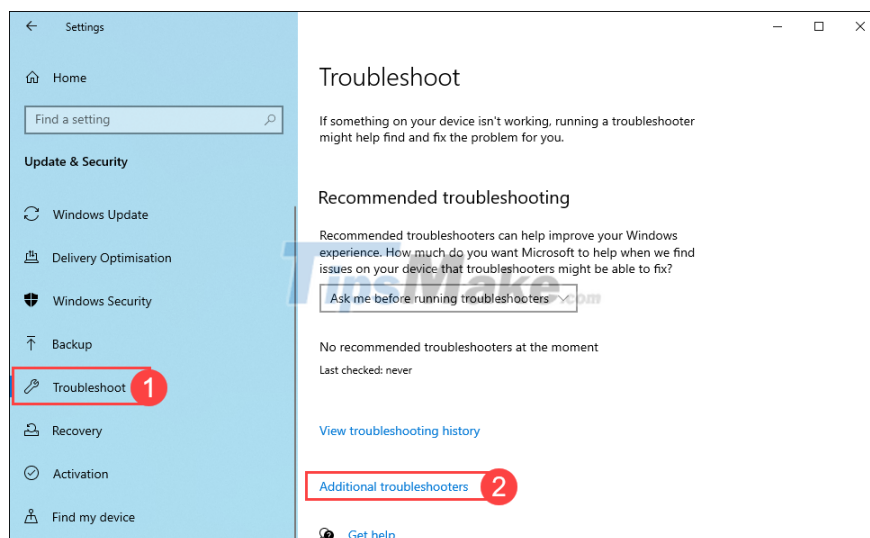 Settings
Home
Find a setting
Update & Security
Windows Update
Delivery Optimisation
Windows Security
Backup
Troubleshoot 1
Recovery
Activation
Find my device
Troubleshoot
If something on your device isn't working, running a troubleshooter
might help find and fix the problem for you.
Recommended troubleshooting
Recommended troubleshooters can help improve your Windows
experience. How much do you want Microsoft to help when we find
issues on your device that troubleshooters might be able to fix?
TipsMake.com
Ask me before running troubleshooters
No recommended troubleshooters at the moment
Last checked: never
View troubleshooting history
Additional troubleshooters 2
Get help